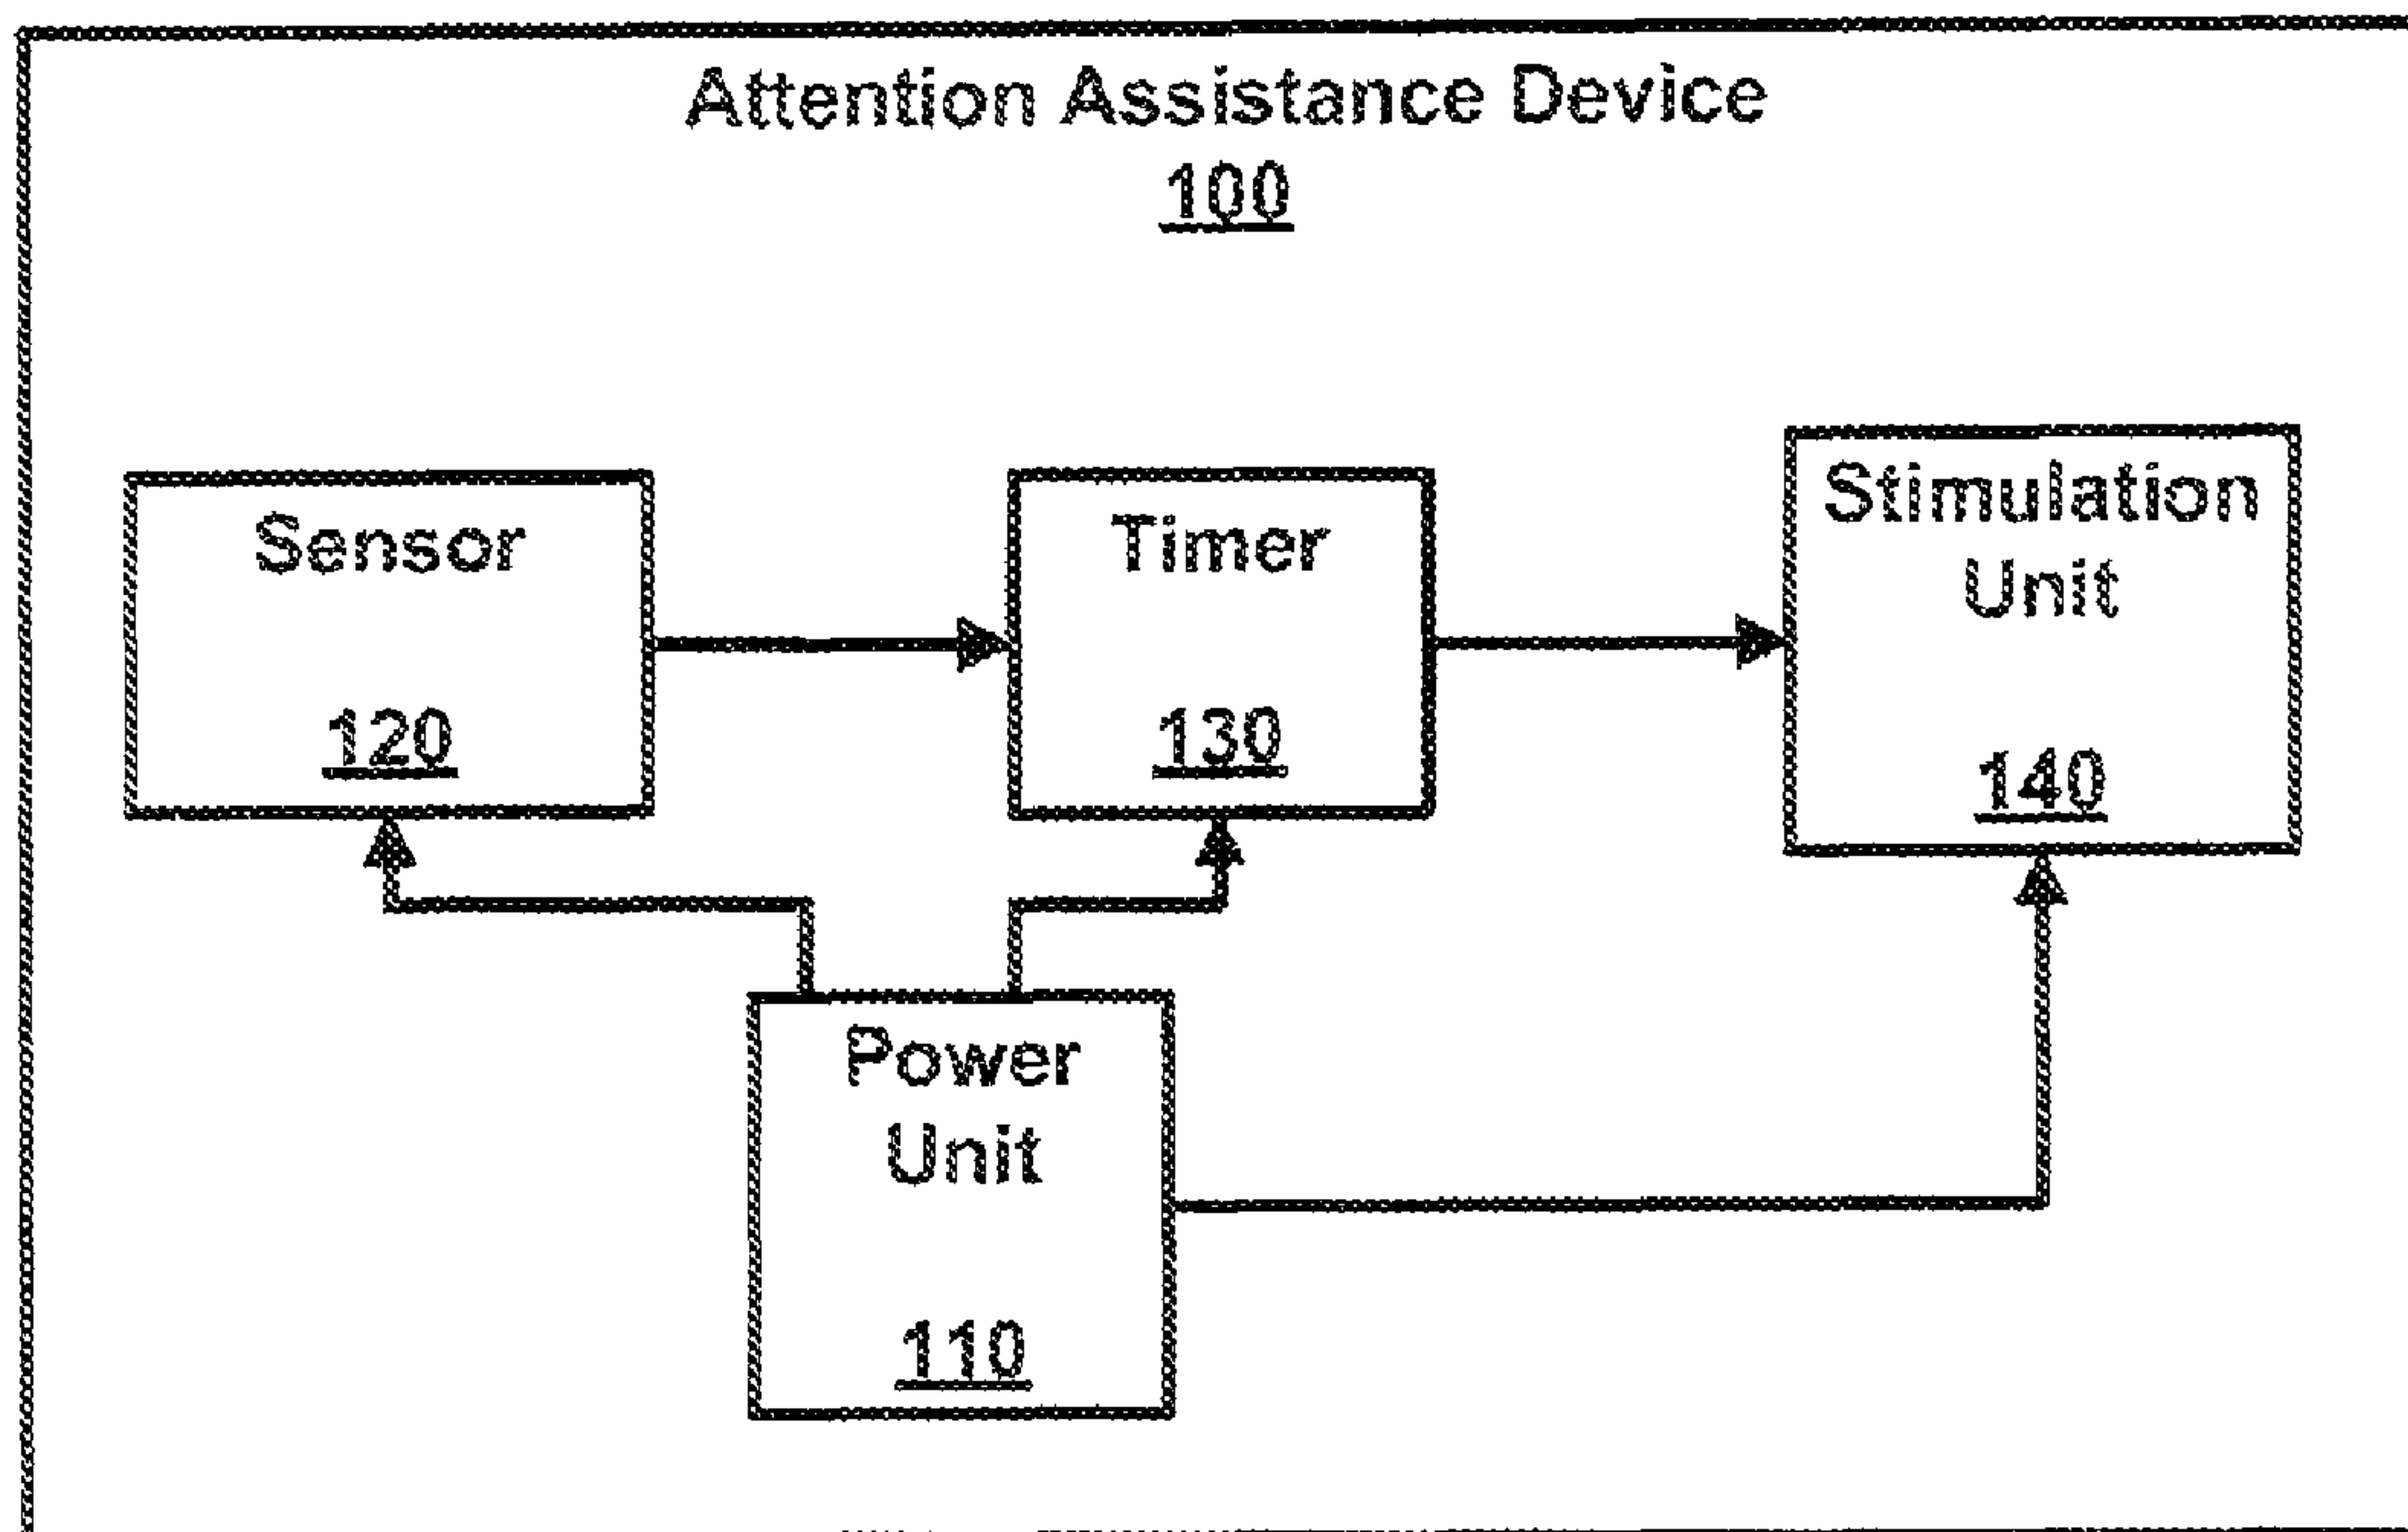 Attention Assistance Device
100
Sensor
120
Timer
130
Stimulation
Unit
140
Power
Unit
110